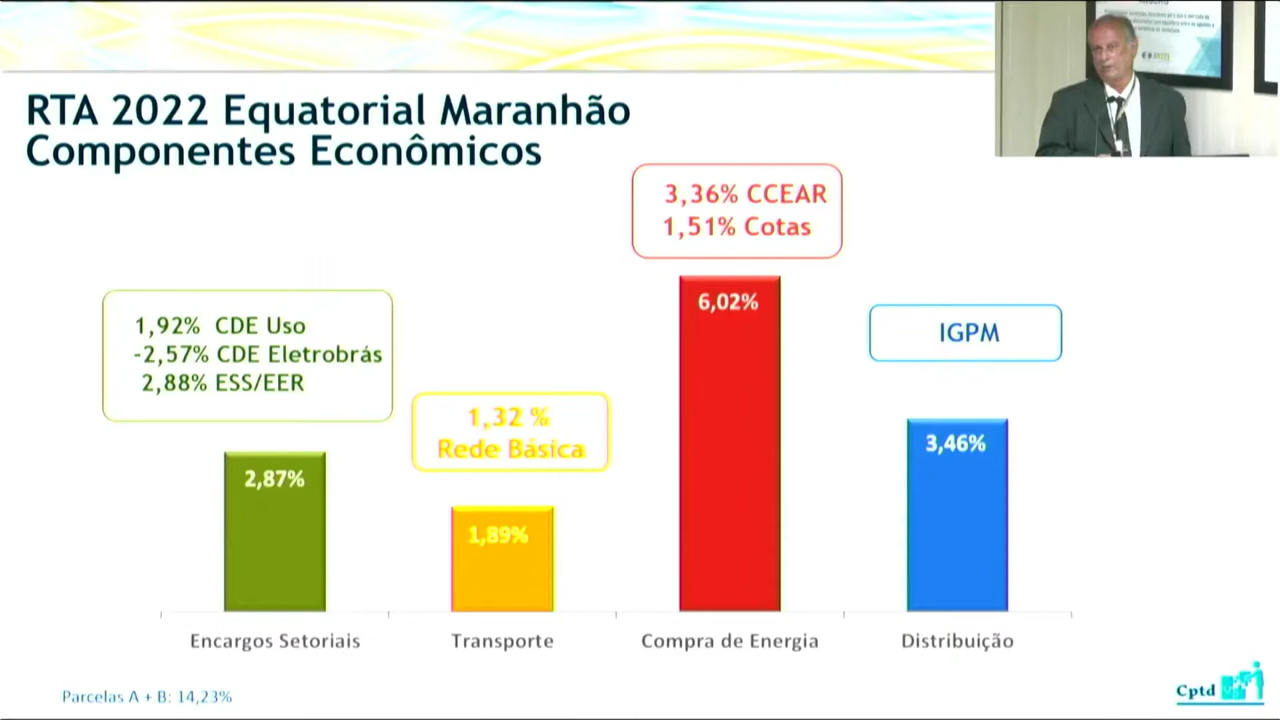 RTA 2022 Equatorial Maranhão
Componentes Econômicos
3,36% CCEAR
1,51% Cotas
1,92% CDE Uso
-2,57% CDE Eletrobrás
2,88% ESS/EER
1,32 %
Rede Básica
IGPM
2,87%
1,89%
6,02%
3,46%
Encargos Setoriais
Transporte
Compra de Energia
Distribuição
Parcelas A + B: 14,23%
Cptd